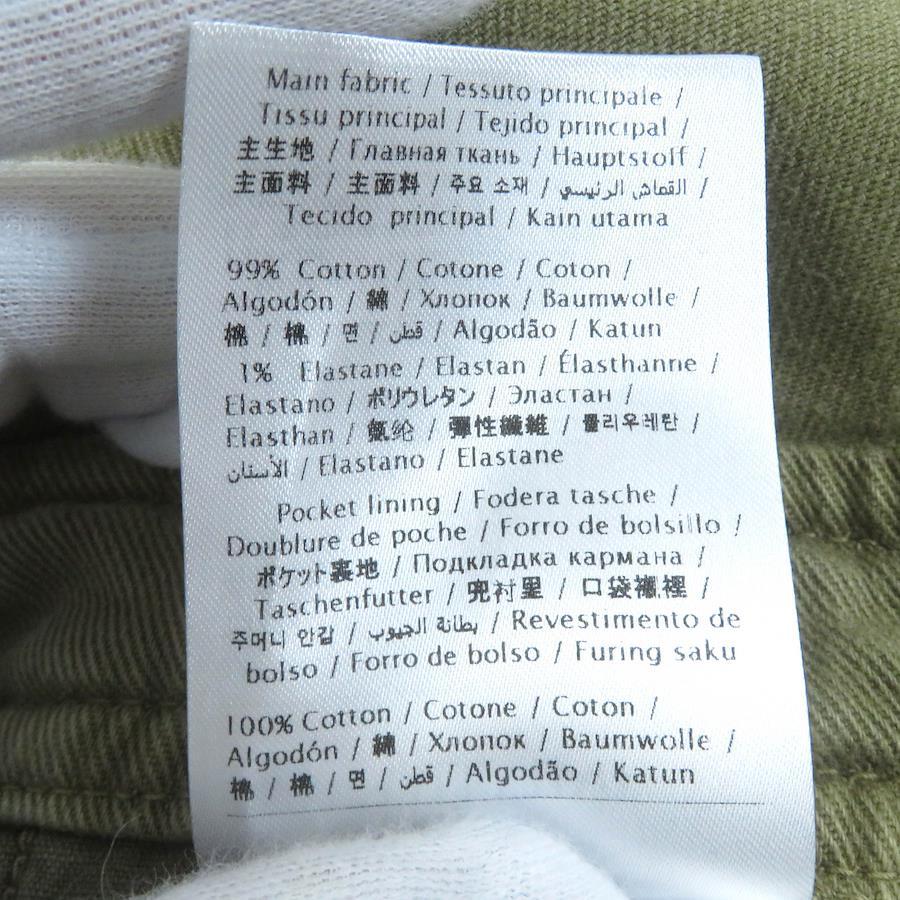 Main fabric / Tessuto principale /
Tissu principal / Tejido principal /
主生地 / Главная ткань / Hauptstoff /
主面料 / 主面料 / 주요 소재 / القماش الرئيسي /
Tecido principal / Kain utama
99% Cotton / Cotone / Coton /
Algodón / 綿 / Хлопок / Baumwolle /
棉 / 棉 / 면 / قطن / Algodão / Katun
1% Elastane / Elastan / Élasthanne /
Elastano / ポリウレタン / Эластан /
Elasthan / 氨纶 / 彈性纖維 / 폴리우레탄 /
الأستان / Elastano / Elastane
Pocket lining / Fodera tasche /
Doublure de poche / Forro de bolsillo /
ポケット裏地 / Подкладка кармана /
Taschenfutter / 兜衬里 / 口袋襯裡 /
주머니 안감 / بطانة الجيوب / Revestimento de
bolso / Forro de bolso / Furing saku
100% Cotton / Cotone / Coton /
Algodón / 綿 / Хлопок / Baumwolle /
棉 / 棉 / 면 / قطن / Algodão / Katun